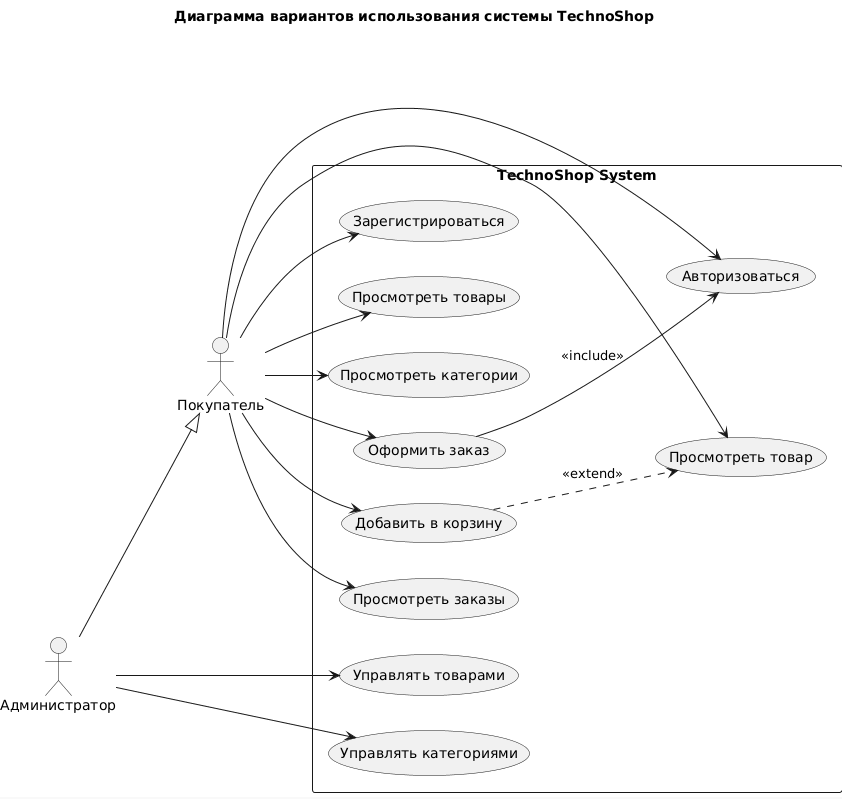 Диаграмма вариантов использования системы TechnoShop
TechnoShop System
Зарегистрироваться
Авторизоваться
Просмотреть товары
«include»
Просмотреть категории
Покупатель
Оформить заказ
Просмотреть товар
«extend»
Добавить в корзину
Просмотреть заказы
Управлять товарами
Администратор
Управлять категориями